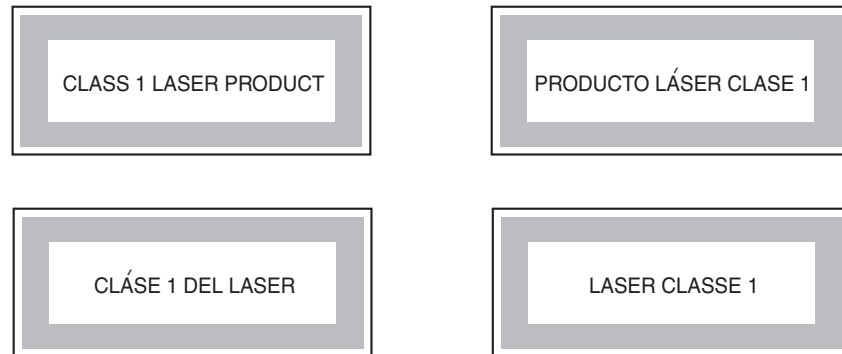 CLASS 1 LASER PRODUCT
PRODUCTO LÁSER CLASE 1
CLÁSE 1 DEL LASER
LASER CLASSE 1